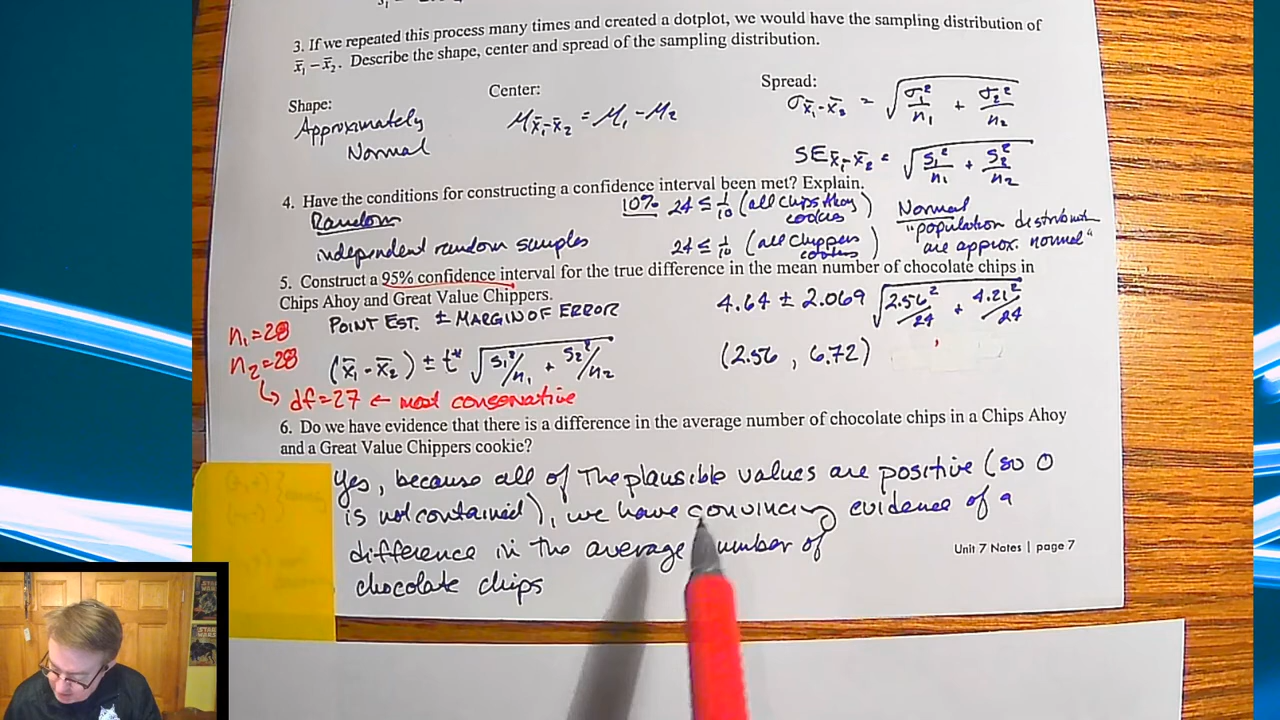 3. If we repeated this process many times and created a dotplot, we would have the sampling distribution of
x̄₁ – x̄₂. Describe the shape, center and spread of the sampling distribution.
Shape:
Approximately
Normal
Center:
μx̄₁-x̄₂ = μ₁ - μ₂
Spread:
σx̄₁-x̄₂ = √(σ₁²/n₁ + σ₂²/n₂)
SEx̄₁-x̄₂ = √(s₁²/n₁ + s₂²/n₂)
4. Have the conditions for constructing a confidence interval been met? Explain.
Random
independent random samples
10% 24 ≤ 1/10 (all Chips Ahoy cookies)
24 ≤ 1/10 (all Chippers cookies)
Normal
"population distribution
are approx. normal"
5. Construct a 95% confidence interval for the true difference in the mean number of chocolate chips in
Chips Ahoy and Great Value Chippers.
POINT EST. ± MARGIN OF ERROR
n₁=28
n₂=28
(x̄₁-x̄₂) ± t* √(s₁²/n₁ + s₂²/n₂)
↳ df=27 ← most conservative
4.64 ± 2.069 √(2.56²/24 + 4.21²/24)
(2.56, 6.72)
6. Do we have evidence that there is a difference in the average number of chocolate chips in a Chips Ahoy
and a Great Value Chippers cookie?
Yes, because all of the plausible values are positive (so 0
is not contained), we have convincing evidence of a
difference in the average number of
chocolate chips
Unit 7 Notes | page 7
STAR WARS